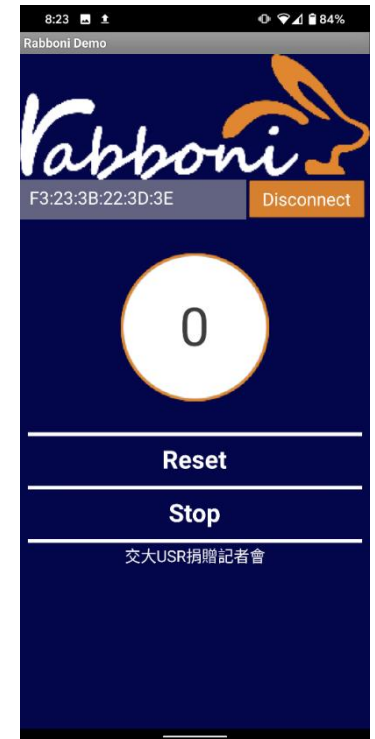 8:23 84%
Rabboni Demo
rabboni
F3:23:3B:22:3D:3E Disconnect
0
Reset
Stop
交大USR捐贈記者會